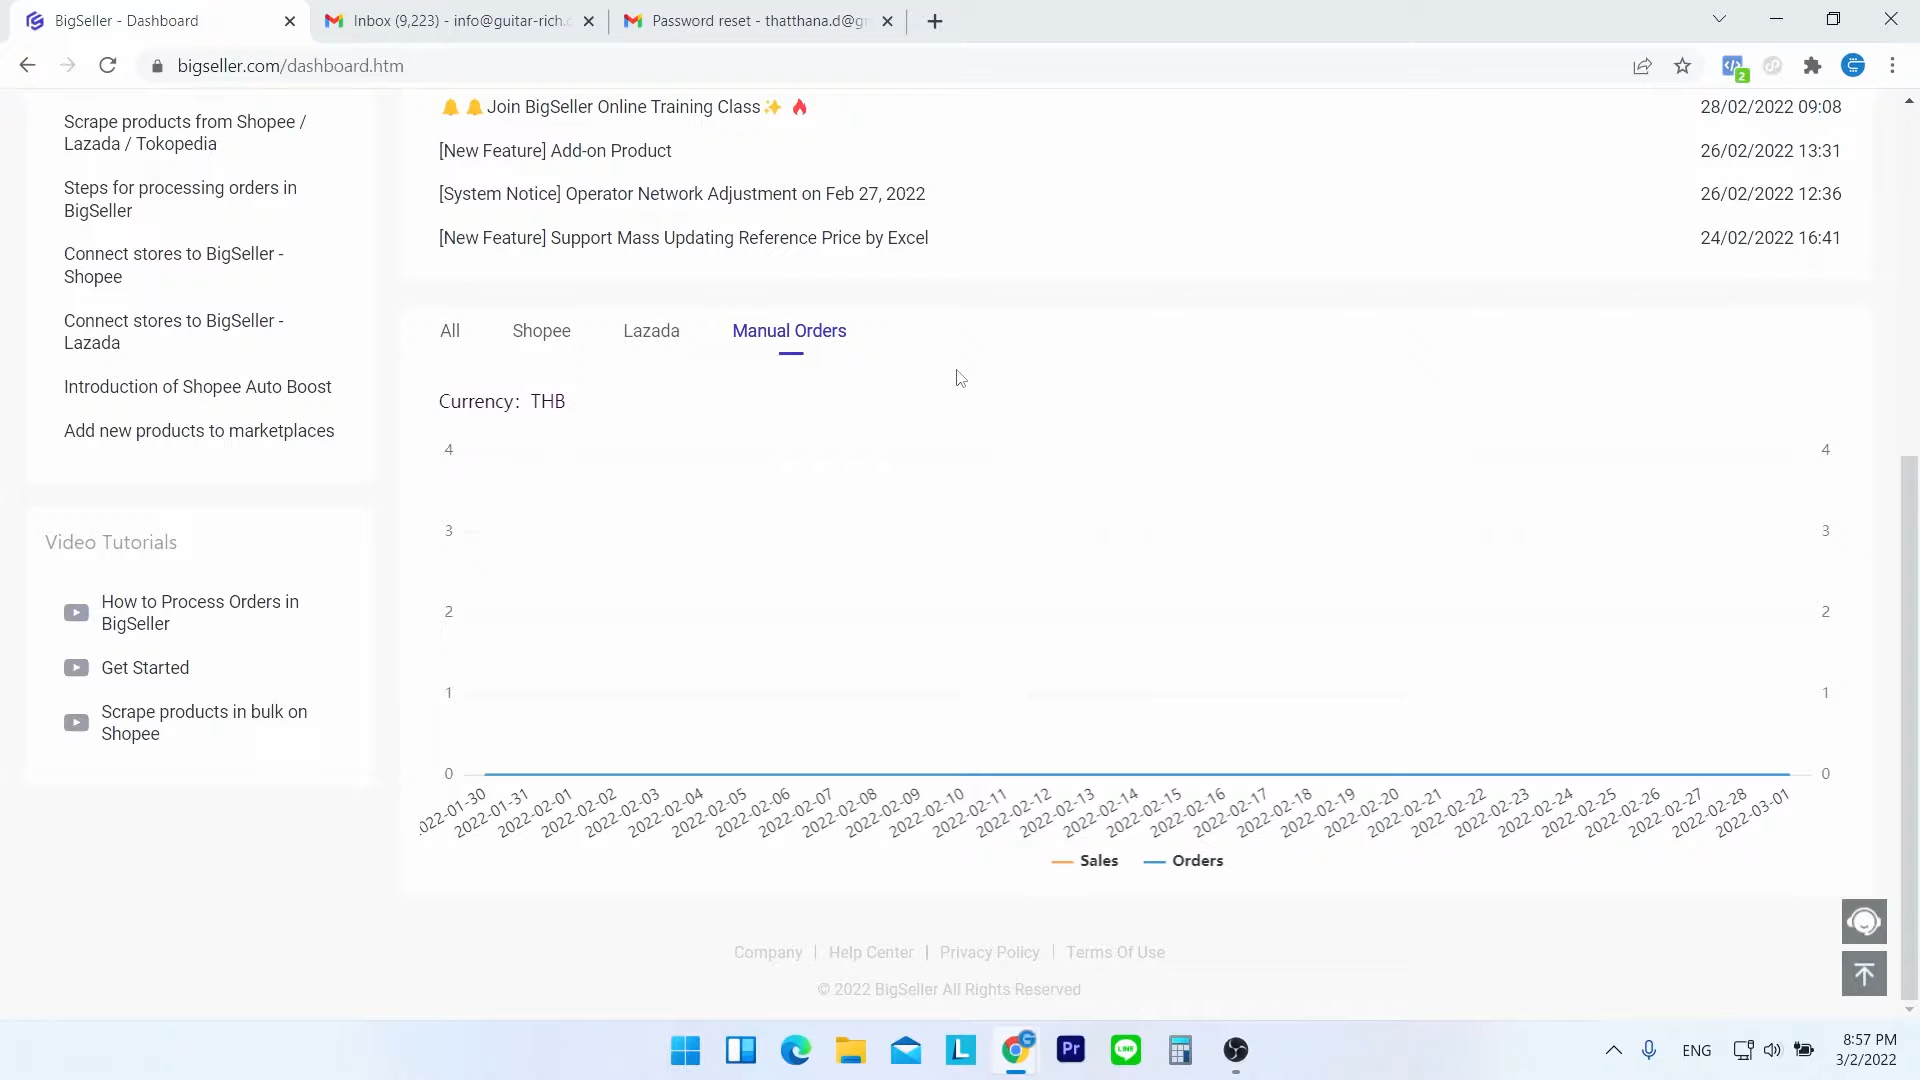 BigSeller - Dashboard
Inbox (9,223) - info@guitar-rich.c
Password reset - thatthana.d@gm
bigseller.com/dashboard.htm
2
Scrape products from Shopee /
Lazada / Tokopedia
Steps for processing orders in
BigSeller
Connect stores to BigSeller -
Shopee
Connect stores to BigSeller -
Lazada
Introduction of Shopee Auto Boost
Add new products to marketplaces
Video Tutorials
How to Process Orders in
BigSeller
Get Started
Scrape products in bulk on
Shopee
🔔🔔Join BigSeller Online Training Class✨ 🔥 28/02/2022 09:08
[New Feature] Add-on Product 26/02/2022 13:31
[System Notice] Operator Network Adjustment on Feb 27, 2022 26/02/2022 12:36
[New Feature] Support Mass Updating Reference Price by Excel 24/02/2022 16:41
All Shopee Lazada Manual Orders
Currency: THB
4 4
3 3
2 2
1 1
0 0
022-01-30 2022-01-31 2022-02-01 2022-02-02 2022-02-03 2022-02-04 2022-02-05 2022-02-06 2022-02-07 2022-02-08 2022-02-09 2022-02-10 2022-02-11 2022-02-12 2022-02-13 2022-02-14 2022-02-15 2022-02-16 2022-02-17 2022-02-18 2022-02-19 2022-02-20 2022-02-21 2022-02-22 2022-02-23 2022-02-24 2022-02-25 2022-02-26 2022-02-27 2022-02-28 2022-03-01
Sales Orders
Company | Help Center | Privacy Policy | Terms Of Use
© 2022 BigSeller All Rights Reserved
L
G
Pr
LINE
ENG
8:57 PM
3/2/2022